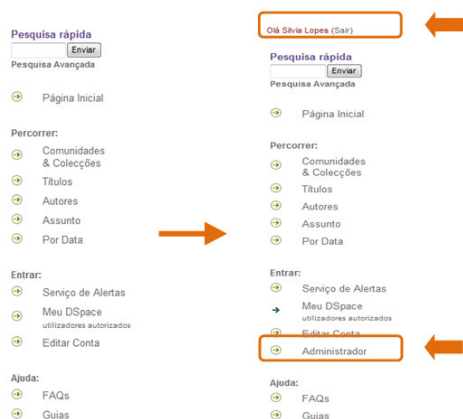 Pesquisa rápida
Enviar
Pesquisa Avançada
Página Inicial
Percorrer:
Comunidades
& Colecções
Títulos
Autores
Assunto
Por Data
Entrar:
Serviço de Alertas
Meu DSpace
utilizadores autorizados
Editar Conta
Ajuda:
FAQs
Guias
Olá Silvia Lopes (Sair)
Pesquisa rápida
Enviar
Pesquisa Avançada
Página Inicial
Percorrer:
Comunidades
& Colecções
Títulos
Autores
Assunto
Por Data
Entrar:
Serviço de Alertas
Meu DSpace
utilizadores autorizados
Editar Conta
Administrador
Ajuda:
FAQs
Guias